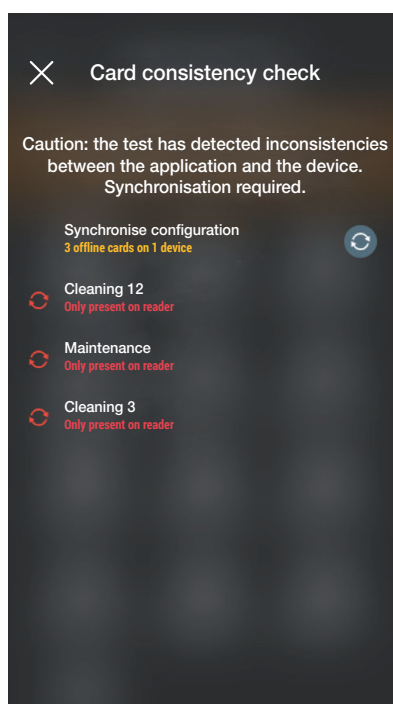 Card consistency check
Caution: the test has detected inconsistencies
between the application and the device.
Synchronisation required.
Synchronise configuration
3 offline cards on 1 device
Cleaning 12
Only present on reader
Maintenance
Only present on reader
Cleaning 3
Only present on reader